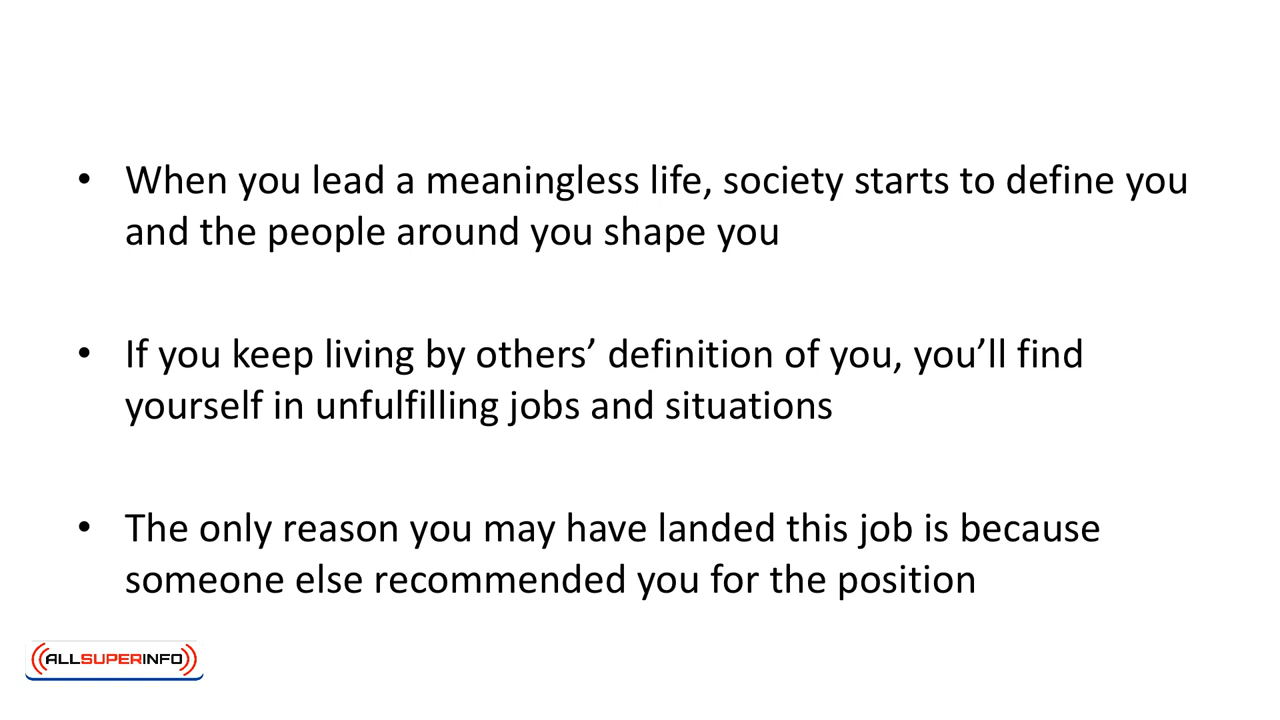 • When you lead a meaningless life, society starts to define you
and the people around you shape you
• If you keep living by others’ definition of you, you’ll find
yourself in unfulfilling jobs and situations
• The only reason you may have landed this job is because
someone else recommended you for the position
ALLSUPERINFO